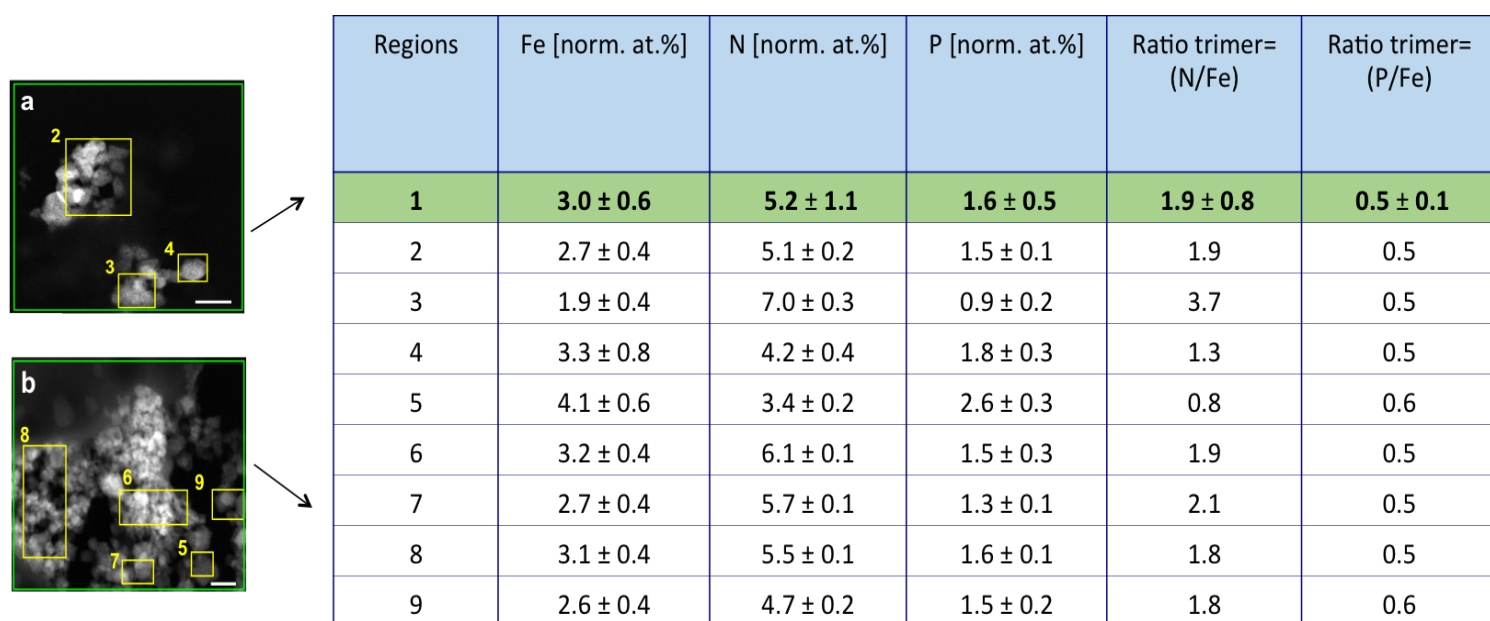 a
2
4
3
b
8
6
9
7
5
Regions Fe [norm. at.%] N [norm. at.%] P [norm. at.%] Ratio trimer= Ratio trimer=
(N/Fe) (P/Fe)
1 3.0 ± 0.6 5.2 ± 1.1 1.6 ± 0.5 1.9 ± 0.8 0.5 ± 0.1
2 2.7 ± 0.4 5.1 ± 0.2 1.5 ± 0.1 1.9 0.5
3 1.9 ± 0.4 7.0 ± 0.3 0.9 ± 0.2 3.7 0.5
4 3.3 ± 0.8 4.2 ± 0.4 1.8 ± 0.3 1.3 0.5
5 4.1 ± 0.6 3.4 ± 0.2 2.6 ± 0.3 0.8 0.6
6 3.2 ± 0.4 6.1 ± 0.1 1.5 ± 0.3 1.9 0.5
7 2.7 ± 0.4 5.7 ± 0.1 1.3 ± 0.1 2.1 0.5
8 3.1 ± 0.4 5.5 ± 0.1 1.6 ± 0.1 1.8 0.5
9 2.6 ± 0.4 4.7 ± 0.2 1.5 ± 0.2 1.8 0.6